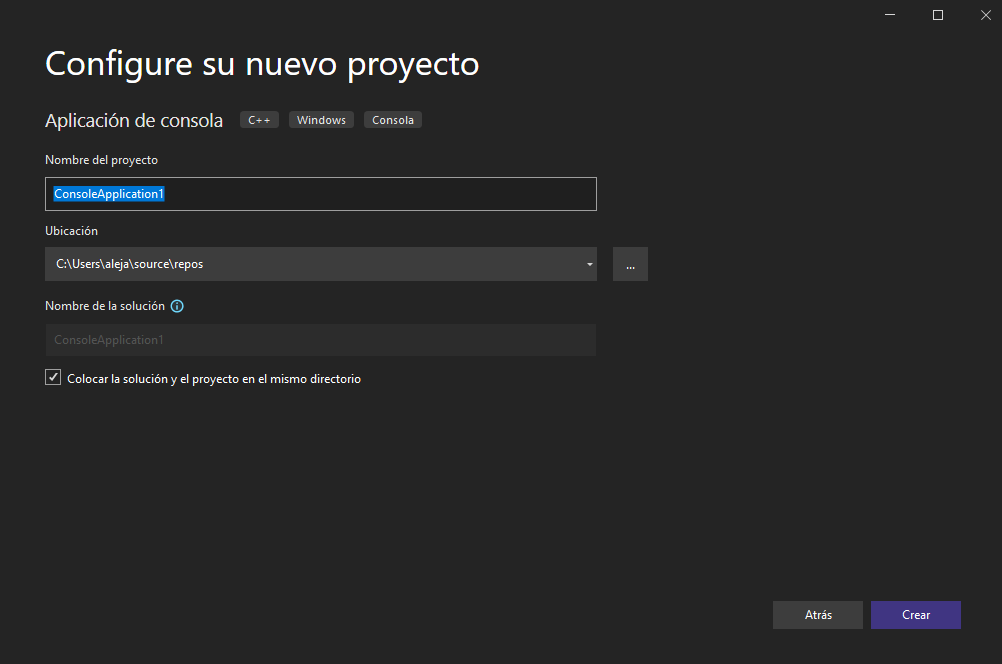 Configure su nuevo proyecto
Aplicación de consola C++ Windows Consola
Nombre del proyecto
ConsoleApplication1
Ubicación
C:\Users\aleja\source\repos
...
Nombre de la solución
ConsoleApplication1
Colocar la solución y el proyecto en el mismo directorio
Atrás Crear